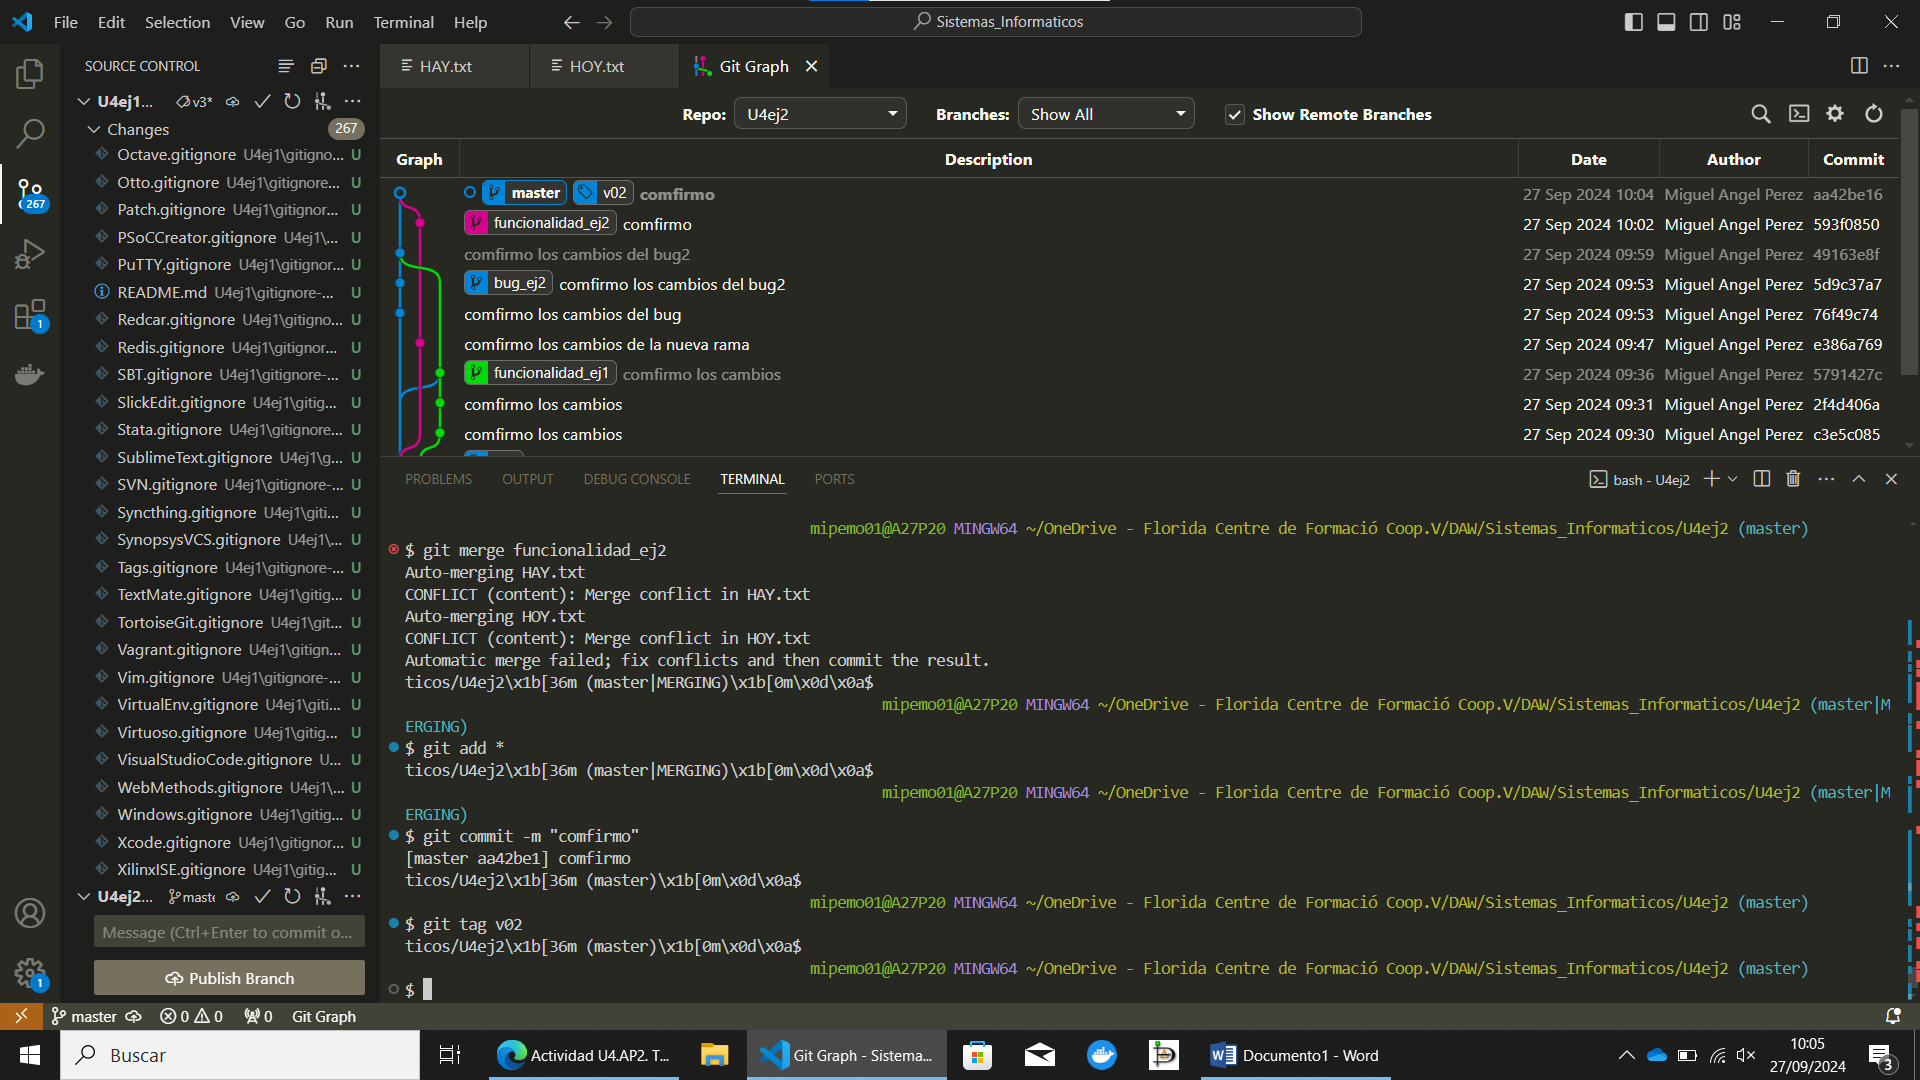 File Edit Selection View Go Run Terminal Help
Sistemas_Informaticos
SOURCE CONTROL
HAY.txt
HOY.txt
Git Graph
U4ej1... v3*
Changes 267
Octave.gitignore U4ej1\gitigno... U
Otto.gitignore U4ej1\gitignore... U
Patch.gitignore U4ej1\gitignor... U
PSoCCreator.gitignore U4ej1\... U
PuTTY.gitignore U4ej1\gitignor... U
README.md U4ej1\gitignore-... U
Redcar.gitignore U4ej1\gitigno... U
Redis.gitignore U4ej1\gitignor... U
SBT.gitignore U4ej1\gitignore-... U
SlickEdit.gitignore U4ej1\gitig... U
Stata.gitignore U4ej1\gitignore... U
SublimeText.gitignore U4ej1\g... U
SVN.gitignore U4ej1\gitignore-... U
Syncthing.gitignore U4ej1\giti... U
SynopsysVCS.gitignore U4ej1\... U
Tags.gitignore U4ej1\gitignore-... U
TextMate.gitignore U4ej1\gitig... U
TortoiseGit.gitignore U4ej1\git... U
Vagrant.gitignore U4ej1\gitign... U
Vim.gitignore U4ej1\gitignore-... U
VirtualEnv.gitignore U4ej1\giti... U
Virtuoso.gitignore U4ej1\gitig... U
VisualStudioCode.gitignore U... U
WebMethods.gitignore U4ej1\... U
Windows.gitignore U4ej1\gitig... U
Xcode.gitignore U4ej1\gitignor... U
XilinxISE.gitignore U4ej1\gitig... U
U4ej2... maste
Message (Ctrl+Enter to commit o...
Publish Branch
267
1
1
Repo: U4ej2 Branches: Show All Show Remote Branches
Graph Description Date Author Commit
master v02 comfirmo 27 Sep 2024 10:04 Miguel Angel Perez aa42be16
funcionalidad_ej2 comfirmo 27 Sep 2024 10:02 Miguel Angel Perez 593f0850
comfirmo los cambios del bug2 27 Sep 2024 09:59 Miguel Angel Perez 49163e8f
bug_ej2 comfirmo los cambios del bug2 27 Sep 2024 09:53 Miguel Angel Perez 5d9c37a7
comfirmo los cambios del bug 27 Sep 2024 09:53 Miguel Angel Perez 76f49c74
comfirmo los cambios de la nueva rama 27 Sep 2024 09:47 Miguel Angel Perez e386a769
funcionalidad_ej1 comfirmo los cambios 27 Sep 2024 09:36 Miguel Angel Perez 5791427c
comfirmo los cambios 27 Sep 2024 09:31 Miguel Angel Perez 2f4d406a
comfirmo los cambios 27 Sep 2024 09:30 Miguel Angel Perez c3e5c085
PROBLEMS OUTPUT DEBUG CONSOLE TERMINAL PORTS bash - U4ej2
mipemo01@A27P20 MINGW64 ~/OneDrive - Florida Centre de Formació Coop.V/DAW/Sistemas_Informaticos/U4ej2 (master)
$ git merge funcionalidad_ej2
Auto-merging HAY.txt
CONFLICT (content): Merge conflict in HAY.txt
Auto-merging HOY.txt
CONFLICT (content): Merge conflict in HOY.txt
Automatic merge failed; fix conflicts and then commit the result.
ticos/U4ej2\x1b[36m (master|MERGING)\x1b[0m\x0d\x0a$
mipemo01@A27P20 MINGW64 ~/OneDrive - Florida Centre de Formació Coop.V/DAW/Sistemas_Informaticos/U4ej2 (master|M
ERGING)
$ git add *
ticos/U4ej2\x1b[36m (master|MERGING)\x1b[0m\x0d\x0a$
mipemo01@A27P20 MINGW64 ~/OneDrive - Florida Centre de Formació Coop.V/DAW/Sistemas_Informaticos/U4ej2 (master|M
ERGING)
$ git commit -m "comfirmo"
[master aa42be1] comfirmo
ticos/U4ej2\x1b[36m (master)\x1b[0m\x0d\x0a$
mipemo01@A27P20 MINGW64 ~/OneDrive - Florida Centre de Formació Coop.V/DAW/Sistemas_Informaticos/U4ej2 (master)
$ git tag v02
ticos/U4ej2\x1b[36m (master)\x1b[0m\x0d\x0a$
mipemo01@A27P20 MINGW64 ~/OneDrive - Florida Centre de Formació Coop.V/DAW/Sistemas_Informaticos/U4ej2 (master)
$
master 0 0 0 Git Graph
Buscar
Actividad U4.AP2. T...
Git Graph - Sistema...
Documento1 - Word
10:05
27/09/2024
3